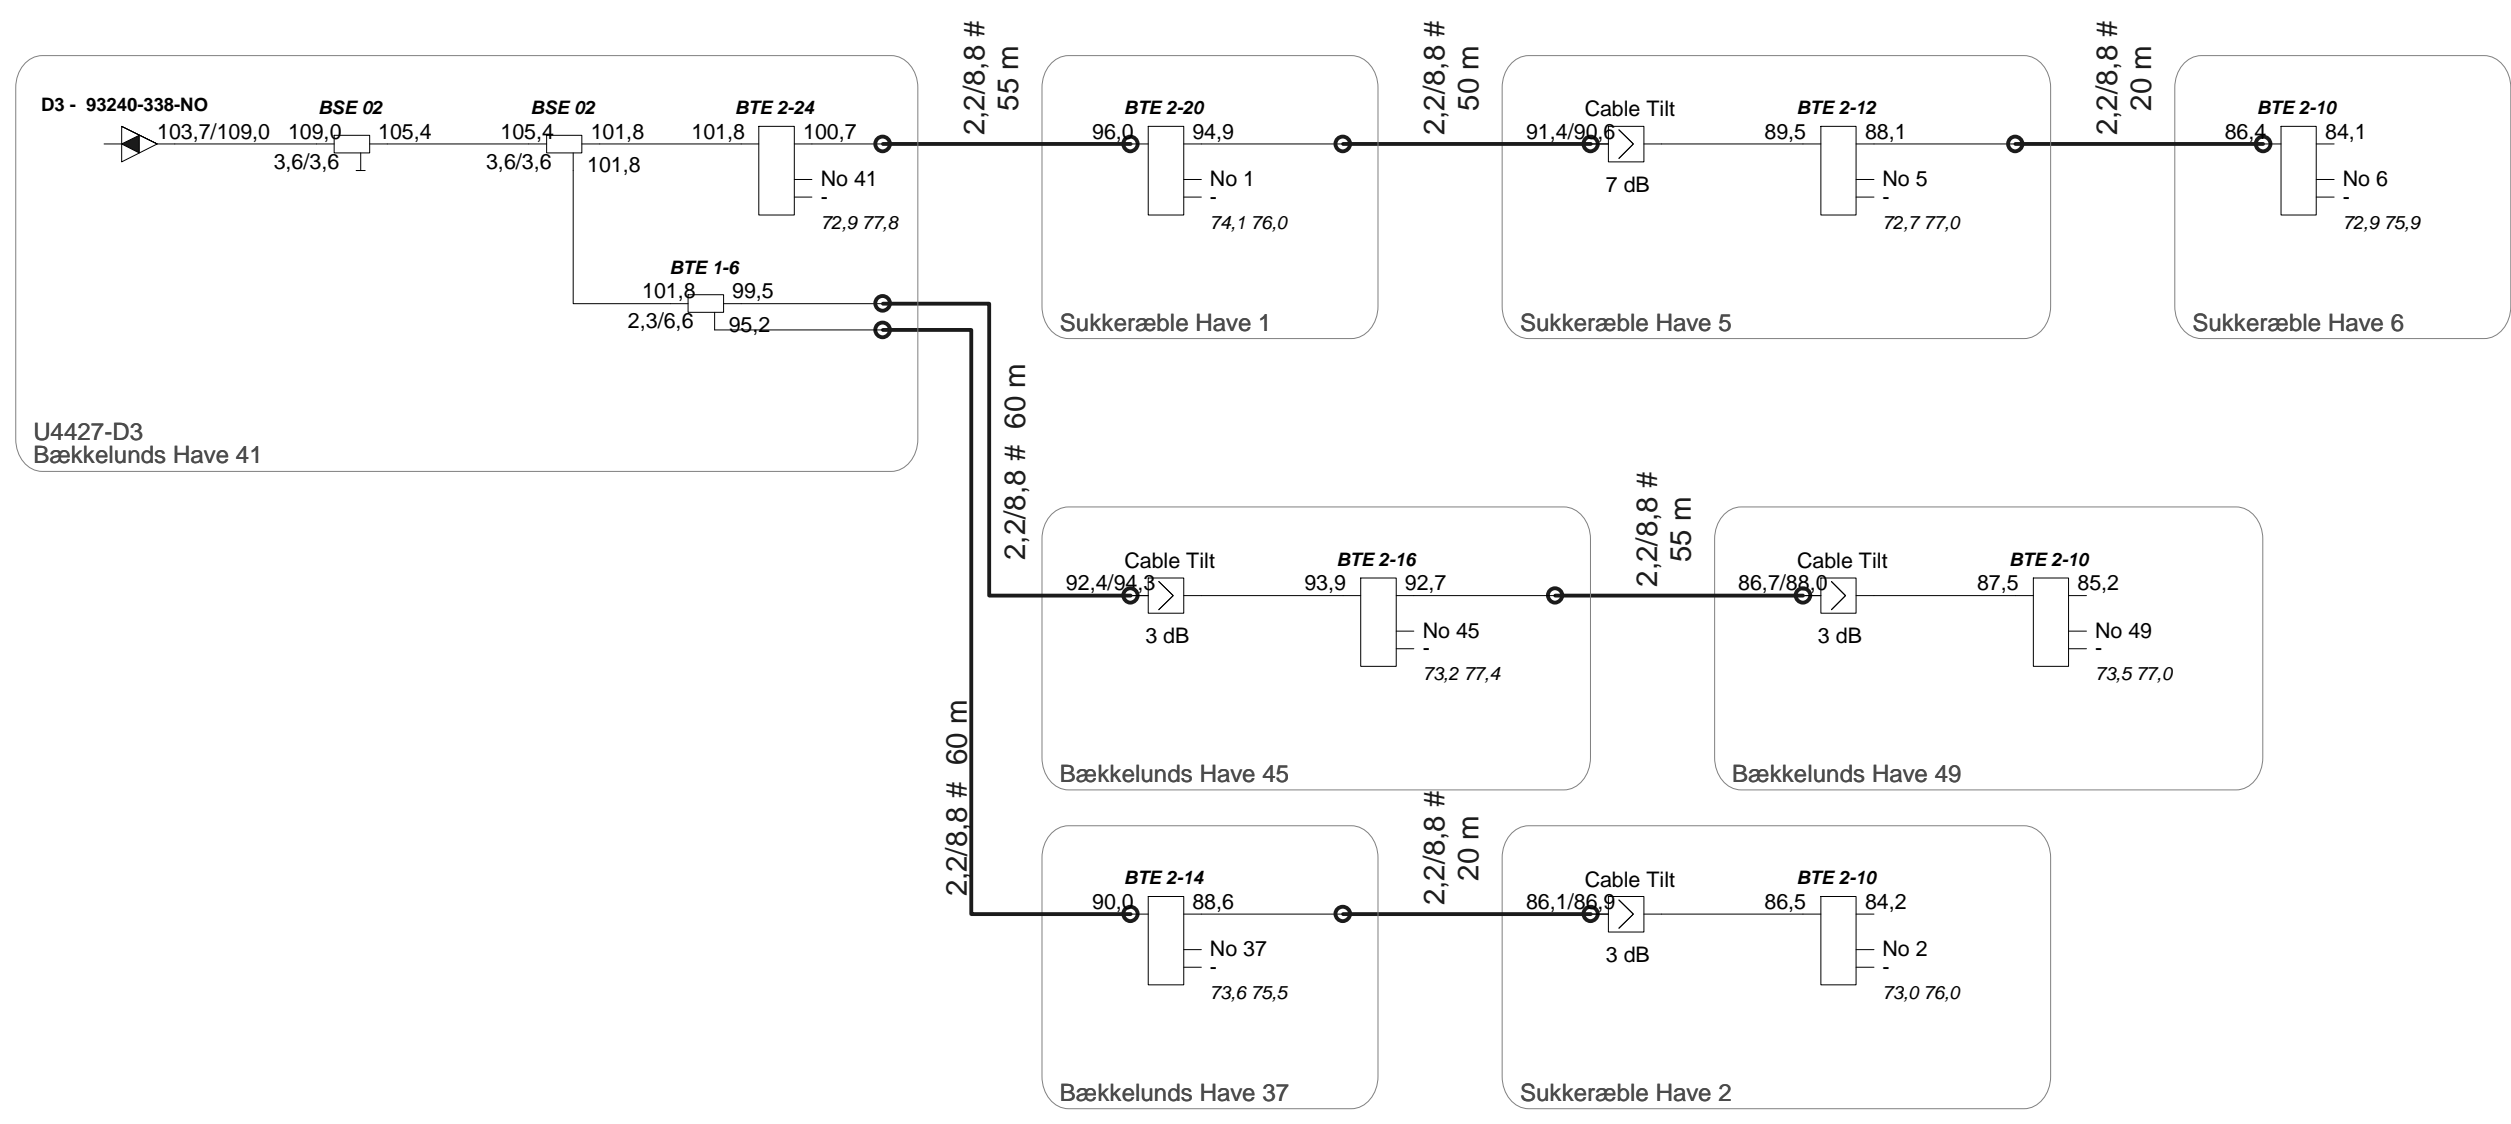 D3 - 93240-338-NO
103,7/109,0
BSE 02
109,0
105,4
3,6/3,6
BSE 02
105,4
101,8
3,6/3,6
101,8
BTE 2-24
101,8
100,7
No 41
-
72,9 77,8
BTE 1-6
101,8
99,5
2,3/6,6
95,2
U4427-D3
Bækkelunds Have 41
2,2/8,8 #
55 m
BTE 2-20
96,0
94,9
No 1
-
74,1 76,0
Sukkeræble Have 1
2,2/8,8 #
50 m
Cable Tilt
91,4/90,6
7 dB
BTE 2-12
89,5
88,1
No 5
-
72,7 77,0
Sukkeræble Have 5
2,2/8,8 #
20 m
BTE 2-10
86,4
84,1
No 6
-
72,9 75,9
Sukkeræble Have 6
2,2/8,8 # 60 m
Cable Tilt
92,4/94,3
3 dB
BTE 2-16
93,9
92,7
No 45
-
73,2 77,4
Bækkelunds Have 45
2,2/8,8 #
55 m
Cable Tilt
86,7/88,0
3 dB
BTE 2-10
87,5
85,2
No 49
-
73,5 77,0
Bækkelunds Have 49
2,2/8,8 # 60 m
BTE 2-14
90,0
88,6
No 37
-
73,6 75,5
Bækkelunds Have 37
2,2/8,8 #
20 m
Cable Tilt
86,1/86,9
3 dB
BTE 2-10
86,5
84,2
No 2
-
73,0 76,0
Sukkeræble Have 2